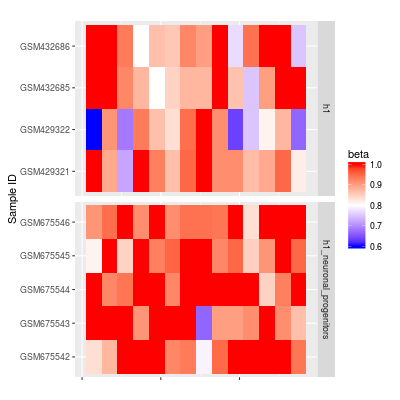 Sample ID
GSM432686
GSM432685
GSM429322
GSM429321
h1
GSM675546
GSM675545
GSM675544
GSM675543
GSM675542
h1_neuronal_progenitors
beta
1.0
0.9
0.8
0.7
0.6